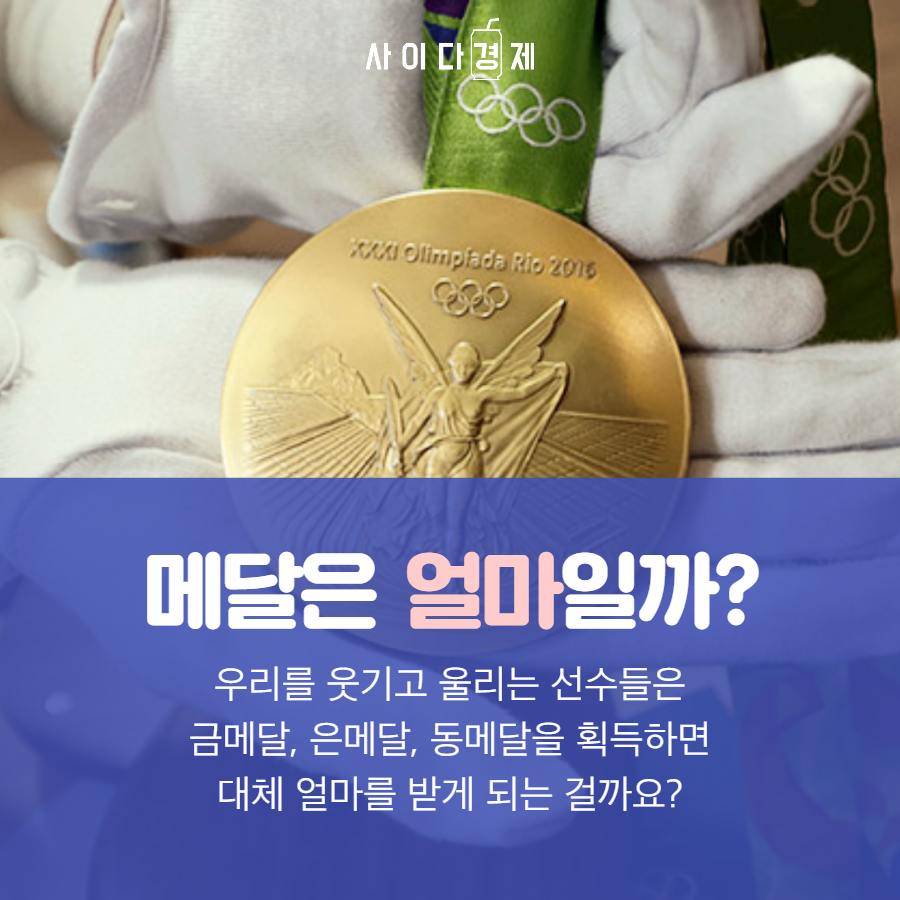 사이다경제
XXXI Olimpíada Rio 2016
메달은 얼마일까?
우리를 웃기고 울리는 선수들은
금메달, 은메달, 동메달을 획득하면
대체 얼마를 받게 되는 걸까요?